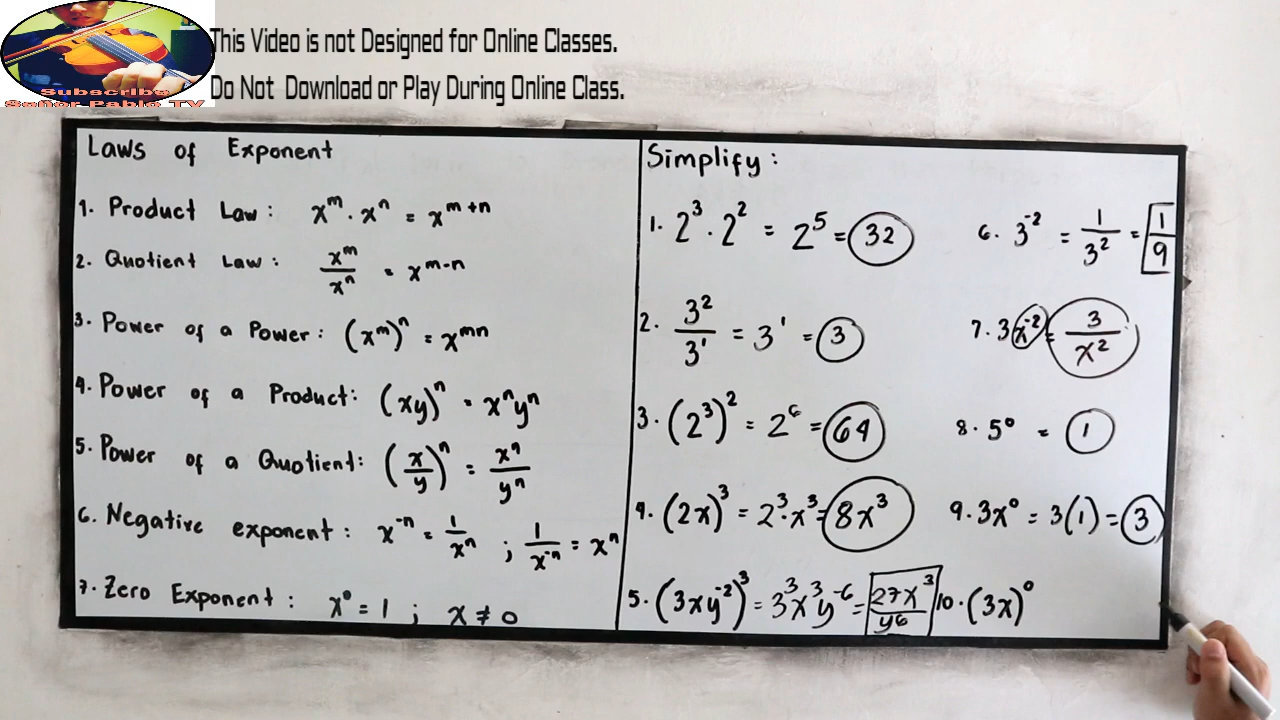 This Video is not Designed for Online Classes.
Do Not Download or Play During Online Class.
Subscribe
Señor Pablo TV
Laws of Exponent
1. Product Law: x^m · x^n = x^(m+n)
2. Quotient Law: x^m/x^n = x^(m-n)
3. Power of a Power: (x^m)^n = x^(mn)
4. Power of a Product: (xy)^n = x^n y^n
5. Power of a Quotient: (x/y)^n = x^n/y^n
6. Negative exponent: x^-n = 1/x^n ; 1/x^-n = x^n
7. Zero Exponent: x^0 = 1 ; x ≠ 0
Simplify:
1. 2^3 · 2^2 = 2^5 = 32
2. 3^2/3^1 = 3^1 = 3
3. (2^3)^2 = 2^6 = 64
4. (2x)^3 = 2^3·x^3 = 8x^3
5. (3xy^-2)^3 = 3^3x^3y^-6 = 27x^3/y6
6. 3^-2 = 1/3^2 = 1/9
7. 3x^-2 = 3/x^2
8. 5^0 = 1
9. 3x^0 = 3(1) = 3
10. (3x)^0